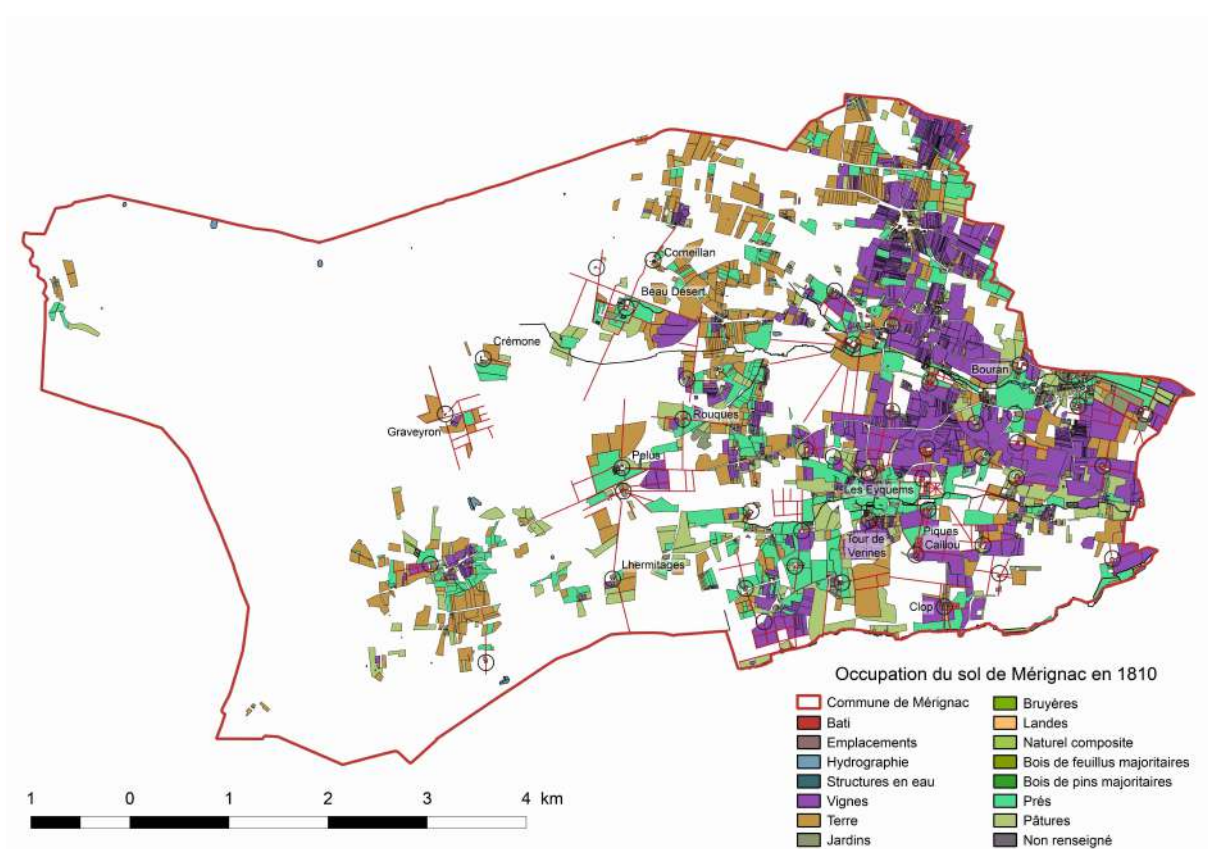 Corneillan
Beau Désert
Crémone
Bouran
Rouques
Graveyron
Pelus
Les Eyquems
Tour de
Verines
Piques
Caillou
Lhermitages
Clop
Occupation du sol de Mérignac en 1810
Commune de Mérignac
Bruyères
Bati
Landes
Emplacements
Naturel composite
Hydrographie
Bois de feuillus majoritaires
Structures en eau
Bois de pins majoritaires
Vignes
Prés
Terre
Pâtures
Jardins
Non renseigné
1 0 1 2 3 4 km